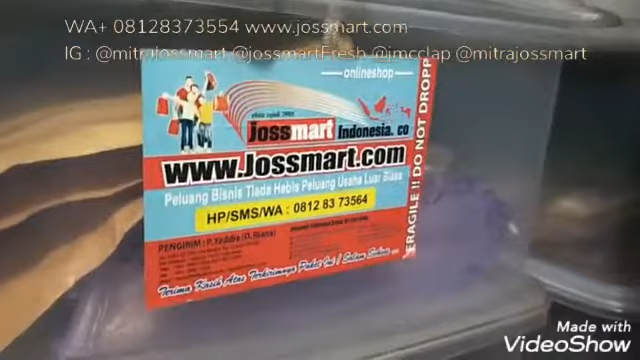 WA+ 08128373554 www.jossmart.com
IG : @mitrajossmart @jossmartFresh @jmcclap @mitrajossmart
onlineshop
Jossmart Indonesia. co
www.Jossmart.com
Peluang Bisnis Tiada Habis Peluang Usaha Luar Biasa
HP/SMS/WA : 0812 83 73564
FRAGILE !! DO NOT DROPP
PENGIRIM : P.Yaddie (D.Riana)
Terima Kasih Atas Terkirimnya Paket Ini / Salam Sukses
Made with
VideoShow